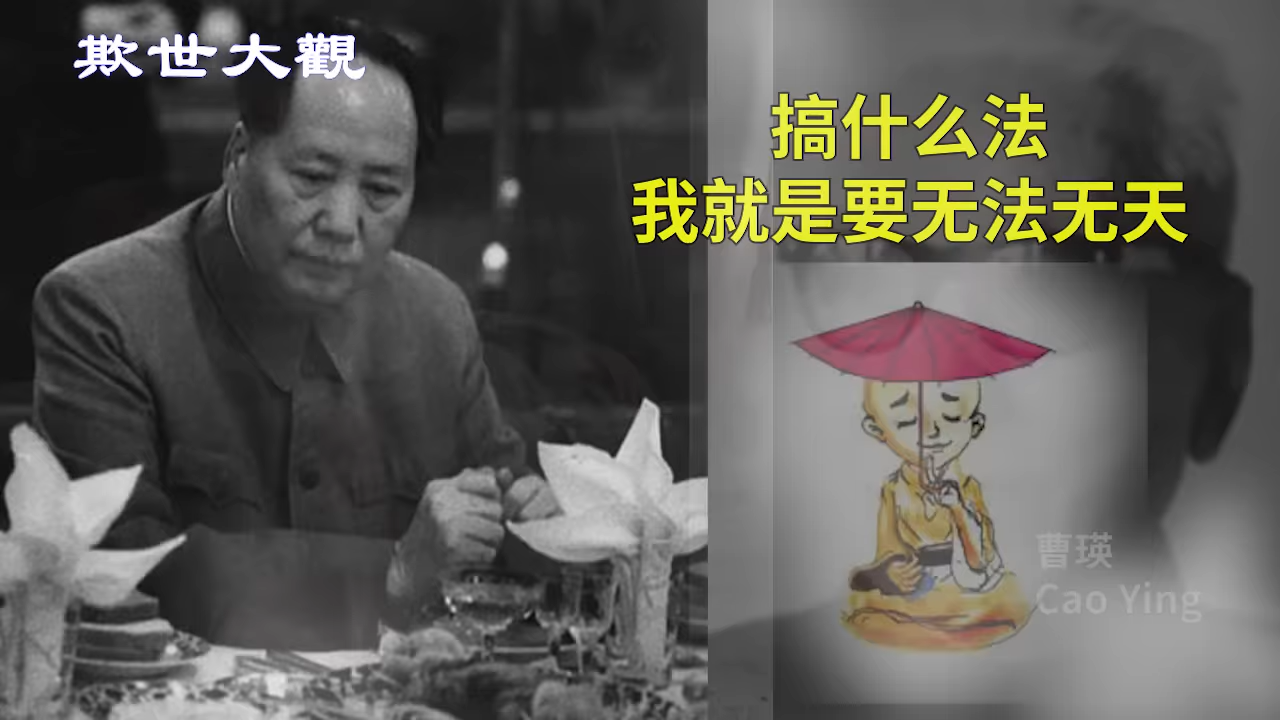 欺世大觀
搞什么法
我就是要无法无天
曹瑛
Cao Ying